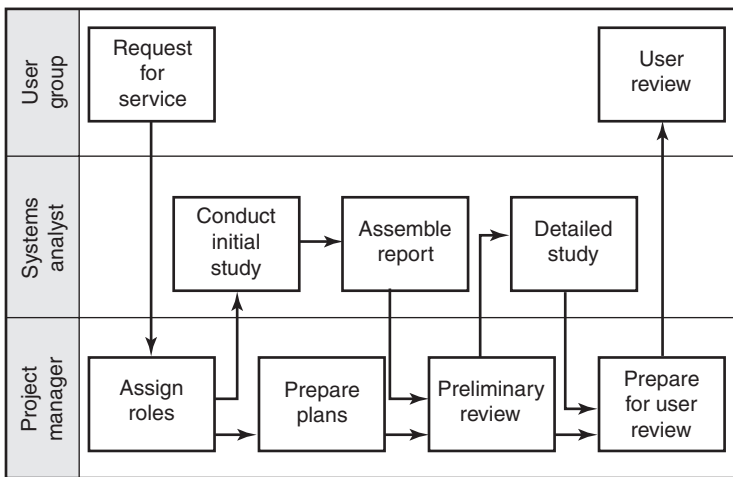 User
group
Request
for
service
User
review
Systems
analyst
Conduct
initial
study
Assemble
report
Detailed
study
Project
manager
Assign
roles
Prepare
plans
Preliminary
review
Prepare
for user
review